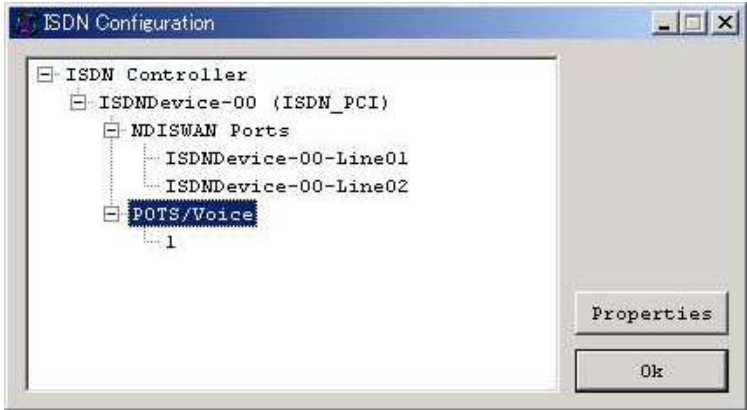 ISDN Configuration
ISDN Controller
ISDNDevice-00 (ISDN_PCI)
NDISWAN Ports
ISDNDevice-00-Line01
ISDNDevice-00-Line02
POTS/Voice
1
Properties
Ok